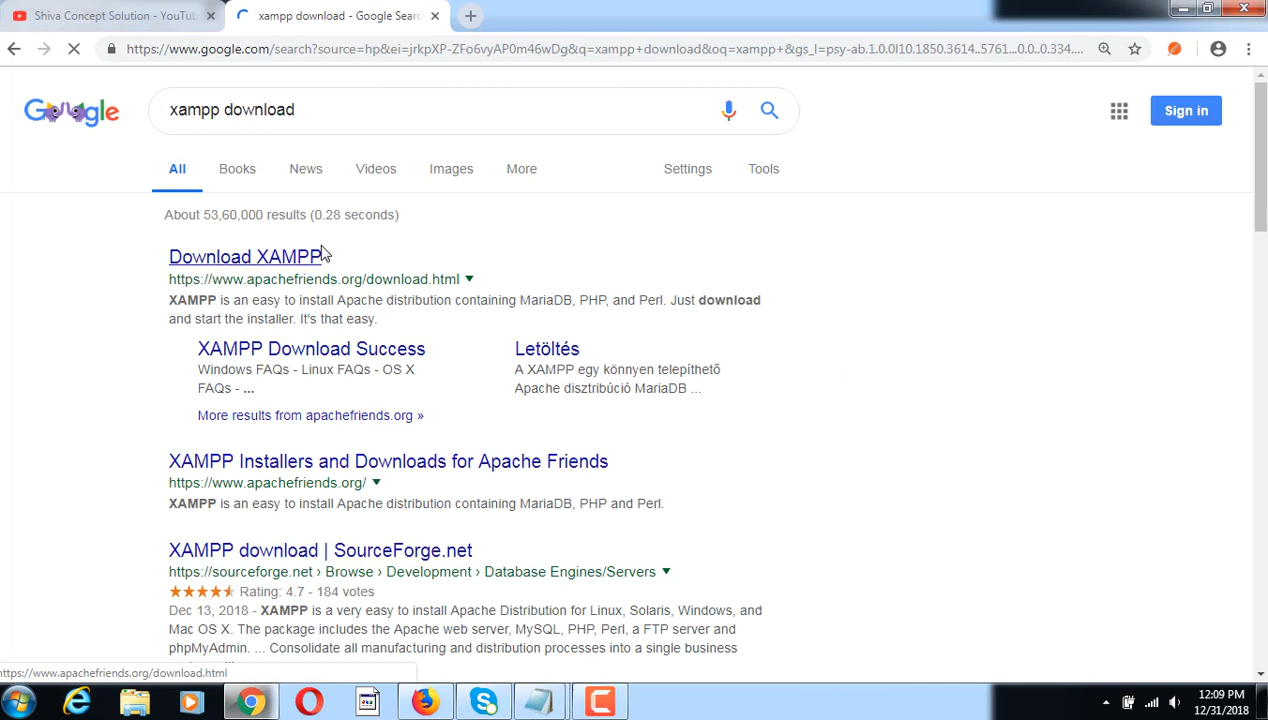 Shiva Concept Solution - YouTub
xampp download - Google Searc
https://www.google.com/search?source=hp&ei=jrkpXP-ZFo6vyAP0m46wDg&q=xampp+download&oq=xampp+&gs_l=psy-ab.1.0.0l10.1850.3614..5761...0.0..0.334....
Google
xampp download
Sign in
All Books News Videos Images More Settings Tools
About 53,60,000 results (0.28 seconds)
Download XAMPP
https://www.apachefriends.org/download.html
XAMPP is an easy to install Apache distribution containing MariaDB, PHP, and Perl. Just download
and start the installer. It's that easy.
XAMPP Download Success
Windows FAQs - Linux FAQs - OS X
FAQs - ...
Letöltés
A XAMPP egy könnyen telepíthető
Apache disztribúció MariaDB ...
More results from apachefriends.org »
XAMPP Installers and Downloads for Apache Friends
https://www.apachefriends.org/
XAMPP is an easy to install Apache distribution containing MariaDB, PHP and Perl.
XAMPP download | SourceForge.net
https://sourceforge.net › Browse › Development › Database Engines/Servers
Rating: 4.7 - 184 votes
Dec 13, 2018 - XAMPP is a very easy to install Apache Distribution for Linux, Solaris, Windows, and
Mac OS X. The package includes the Apache web server, MySQL, PHP, Perl, a FTP server and
phpMyAdmin. ... Consolidate all manufacturing and distribution processes into a single business
https://www.apachefriends.org/download.html
12:09 PM
12/31/2018